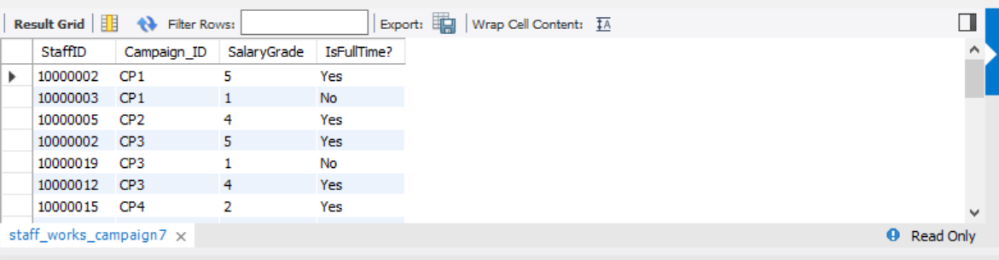 Result Grid Filter Rows: Export: Wrap Cell Content: IA
StaffID Campaign_ID SalaryGrade IsFullTime?
10000002 CP1 5 Yes
10000003 CP1 1 No
10000005 CP2 4 Yes
10000002 CP3 5 Yes
10000019 CP3 1 No
10000012 CP3 4 Yes
10000015 CP4 2 Yes
staff_works_campaign7 × Read Only